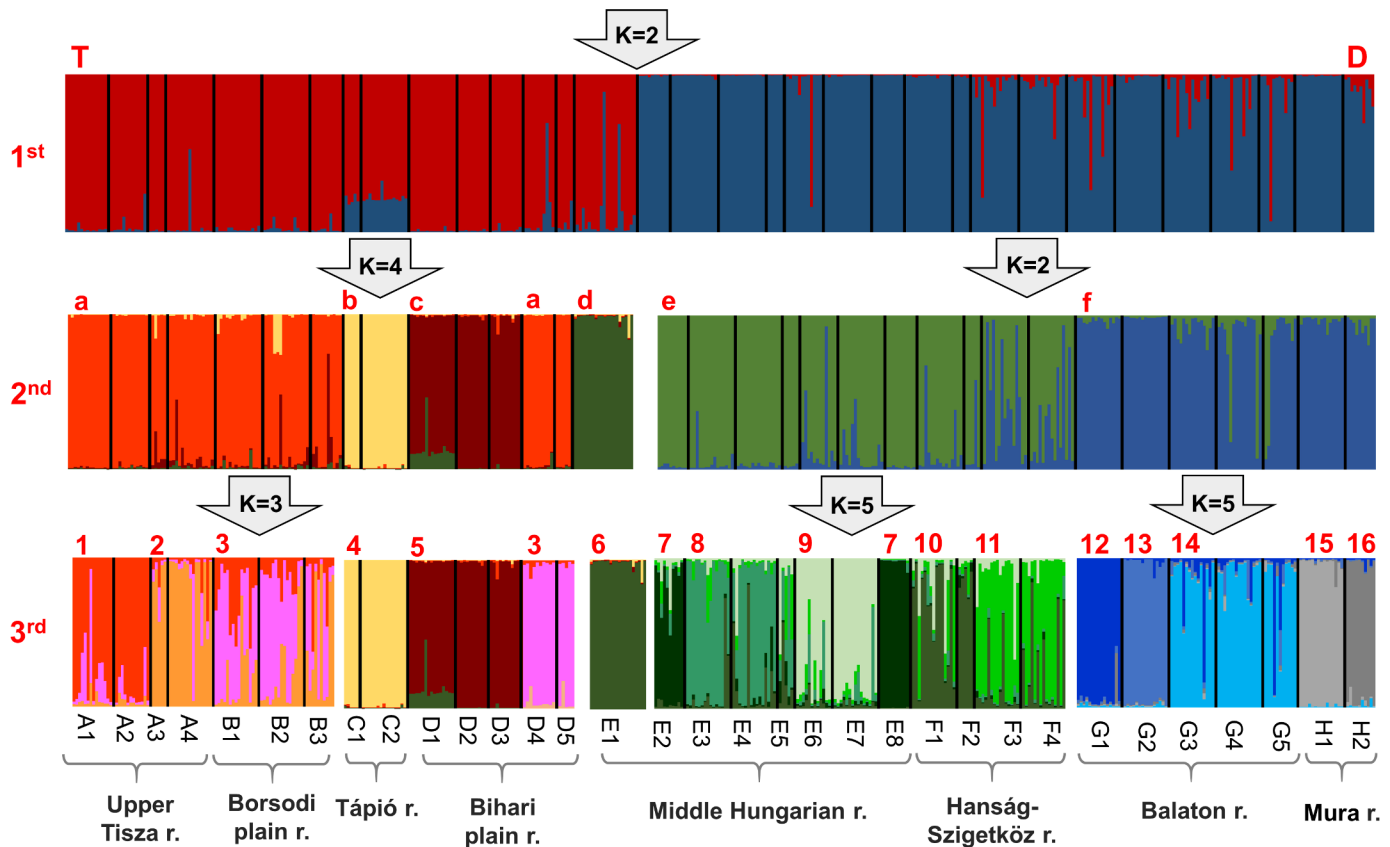 K=2
T D
1st
K=4 K=2
a b c a d e f
2nd
K=3 K=5 K=5
1 2 3 4 5 3 6 7 8 9 7 10 11 12 13 14 15 16
3rd
A1 A2 A3 A4 B1 B2 B3 C1 C2 D1 D2 D3 D4 D5 E1 E2 E3 E4 E5 E6 E7 E8 F1 F2 F3 F4 G1 G2 G3 G4 G5 H1 H2
Upper
Tisza r.
Borsodi
plain r.
Tápió r.
Bihari
plain r.
Middle Hungarian r.
Hanság-
Szigetköz r.
Balaton r.
Mura r.